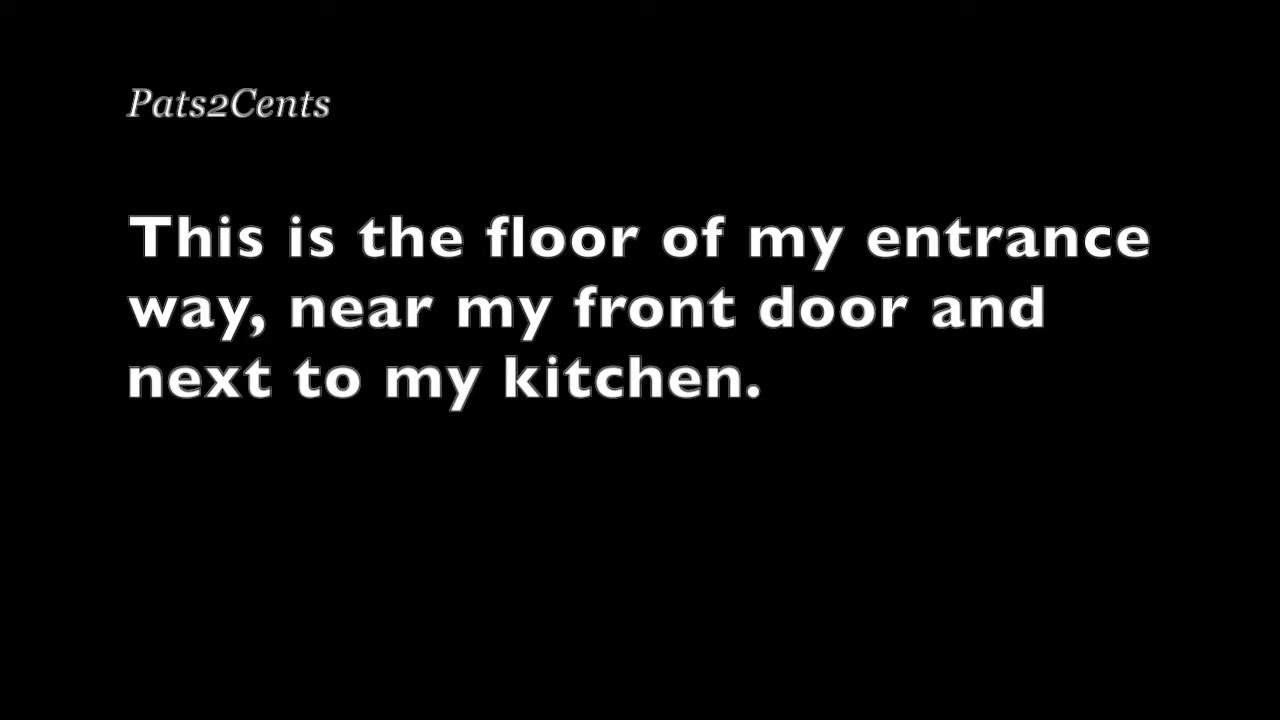 Pats2Cents
This is the floor of my entrance
way, near my front door and
next to my kitchen.